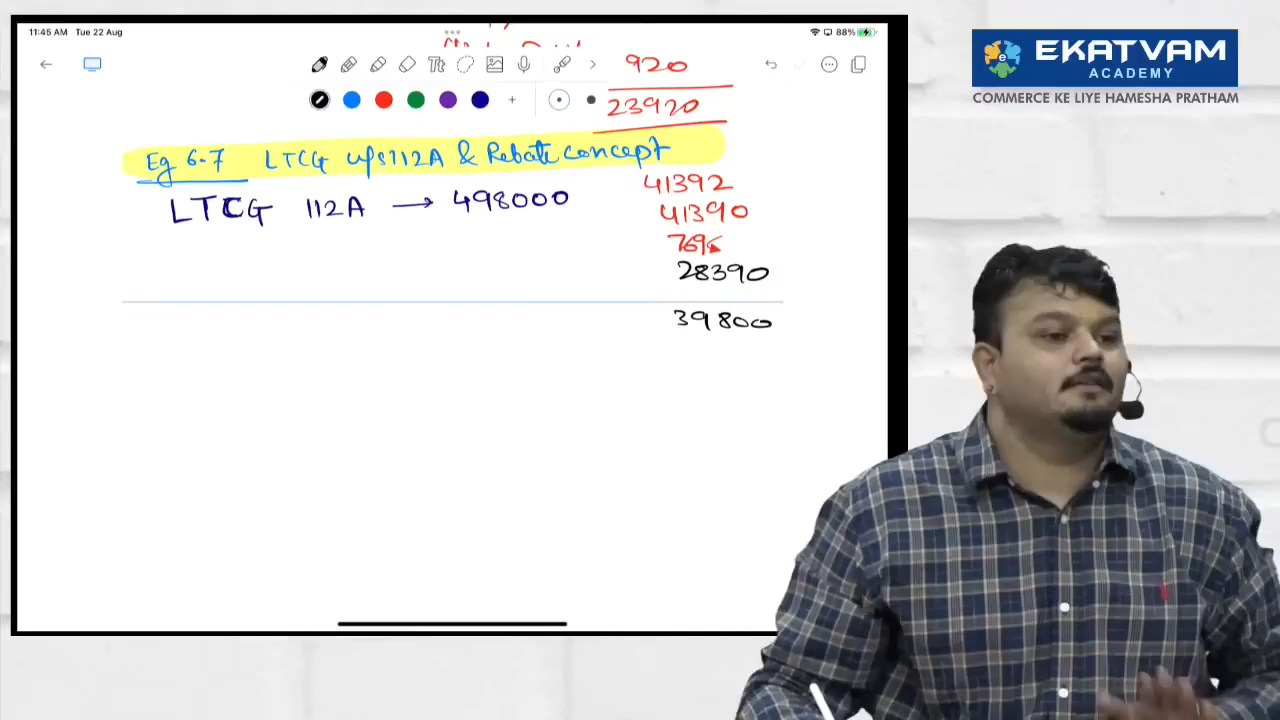 11:45 AM Tue 22 Aug
88%
920
23920
Eg 6.7 LTCG u/s 112A & Rebate concept
LTCG 112A → 498000
41392
41390
28390
39800
EKATVAM
ACADEMY
COMMERCE KE LIYE HAMESHA PRATHAM